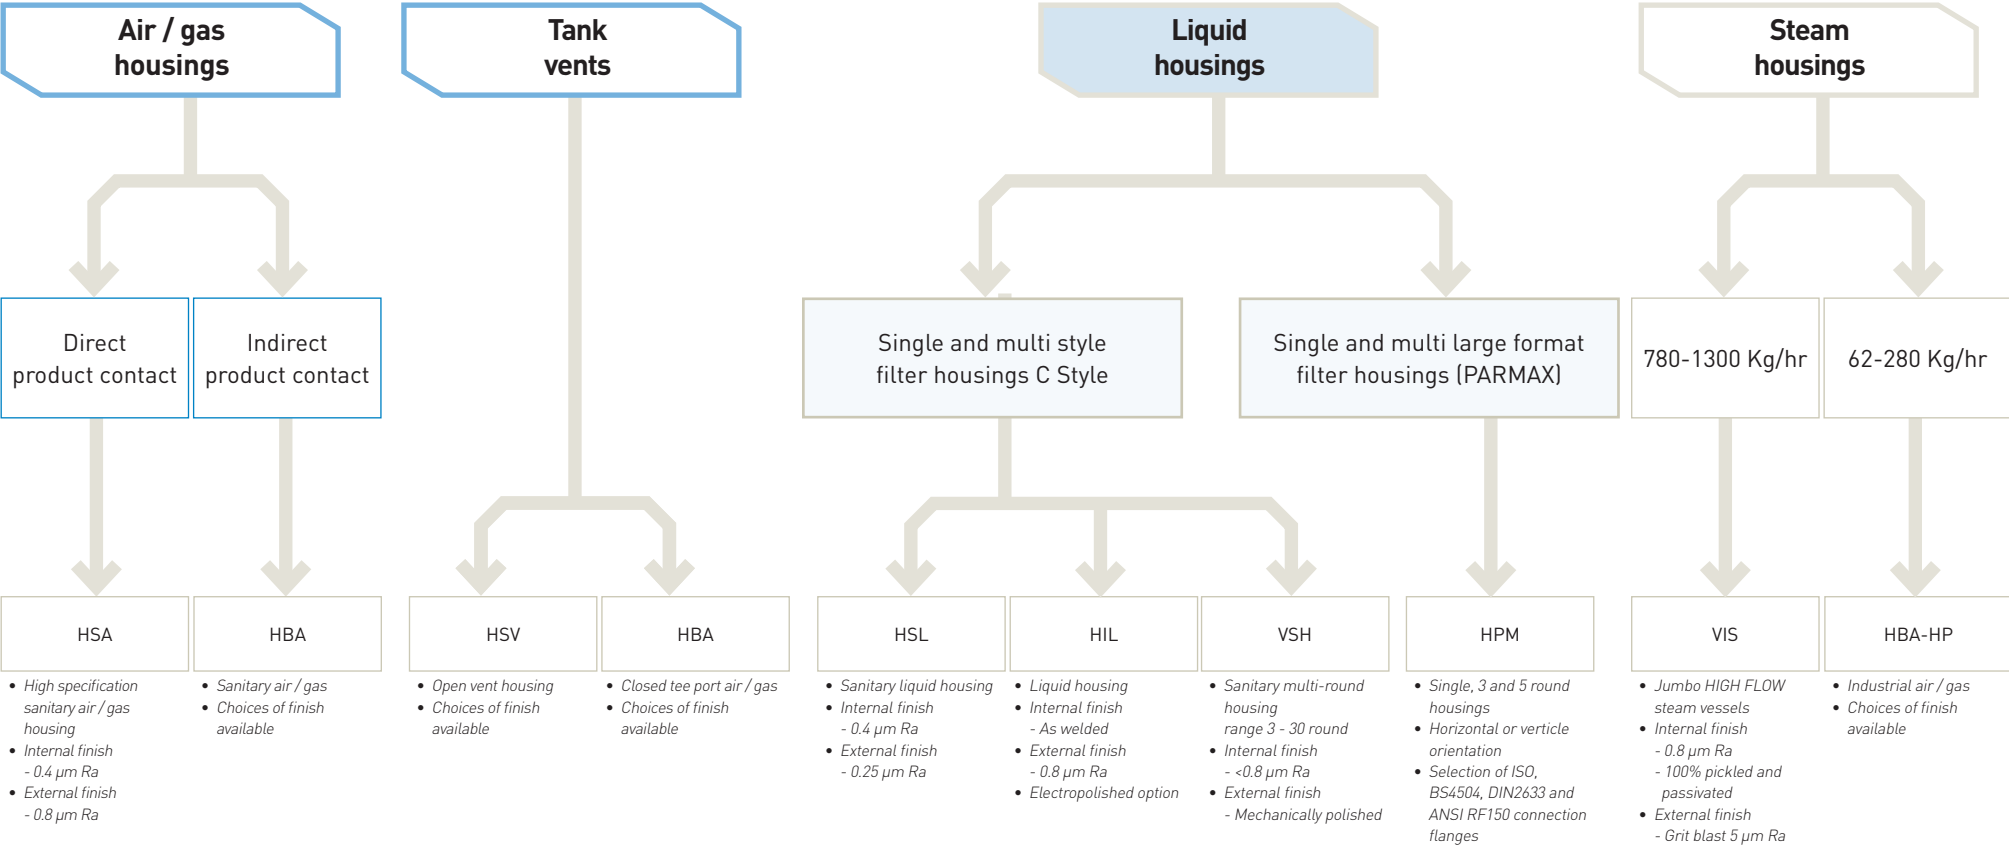 Air / gas
housings
Tank
vents
Liquid
housings
Steam
housings
Direct
product contact
Indirect
product contact
Single and multi style
filter housings C Style
Single and multi large format
filter housings (PARMAX)
780-1300 Kg/hr
62-280 Kg/hr
HSA
• High specification
sanitary air / gas
housing
• Internal finish
- 0.4 µm Ra
• External finish
- 0.8 µm Ra
HBA
• Sanitary air / gas
• Choices of finish
available
HSV
• Open vent housing
• Choices of finish
available
HBA
• Closed tee port air / gas
• Choices of finish
available
HSL
• Sanitary liquid housing
• Internal finish
- 0.4 µm Ra
• External finish
- 0.25 µm Ra
HIL
• Liquid housing
• Internal finish
- As welded
• External finish
- 0.8 µm Ra
• Electropolished option
VSH
• Sanitary multi-round
housing
range 3 - 30 round
• Internal finish
- <0.8 µm Ra
• External finish
- Mechanically polished
HPM
• Single, 3 and 5 round
housings
• Horizontal or verticle
orientation
• Selection of ISO,
BS4504, DIN2633 and
ANSI RF150 connection
flanges
VIS
• Jumbo HIGH FLOW
steam vessels
• Internal finish
- 0.8 µm Ra
- 100% pickled and
passivated
• External finish
- Grit blast 5 µm Ra
HBA-HP
• Industrial air / gas
• Choices of finish
available